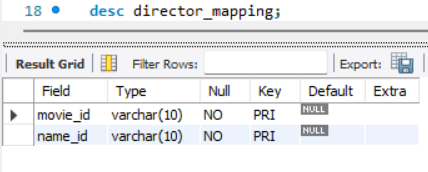 18 desc director_mapping;
Result Grid Filter Rows: Export:
Field Type Null Key Default Extra
movie_id varchar(10) NO PRI NULL
name_id varchar(10) NO PRI NULL